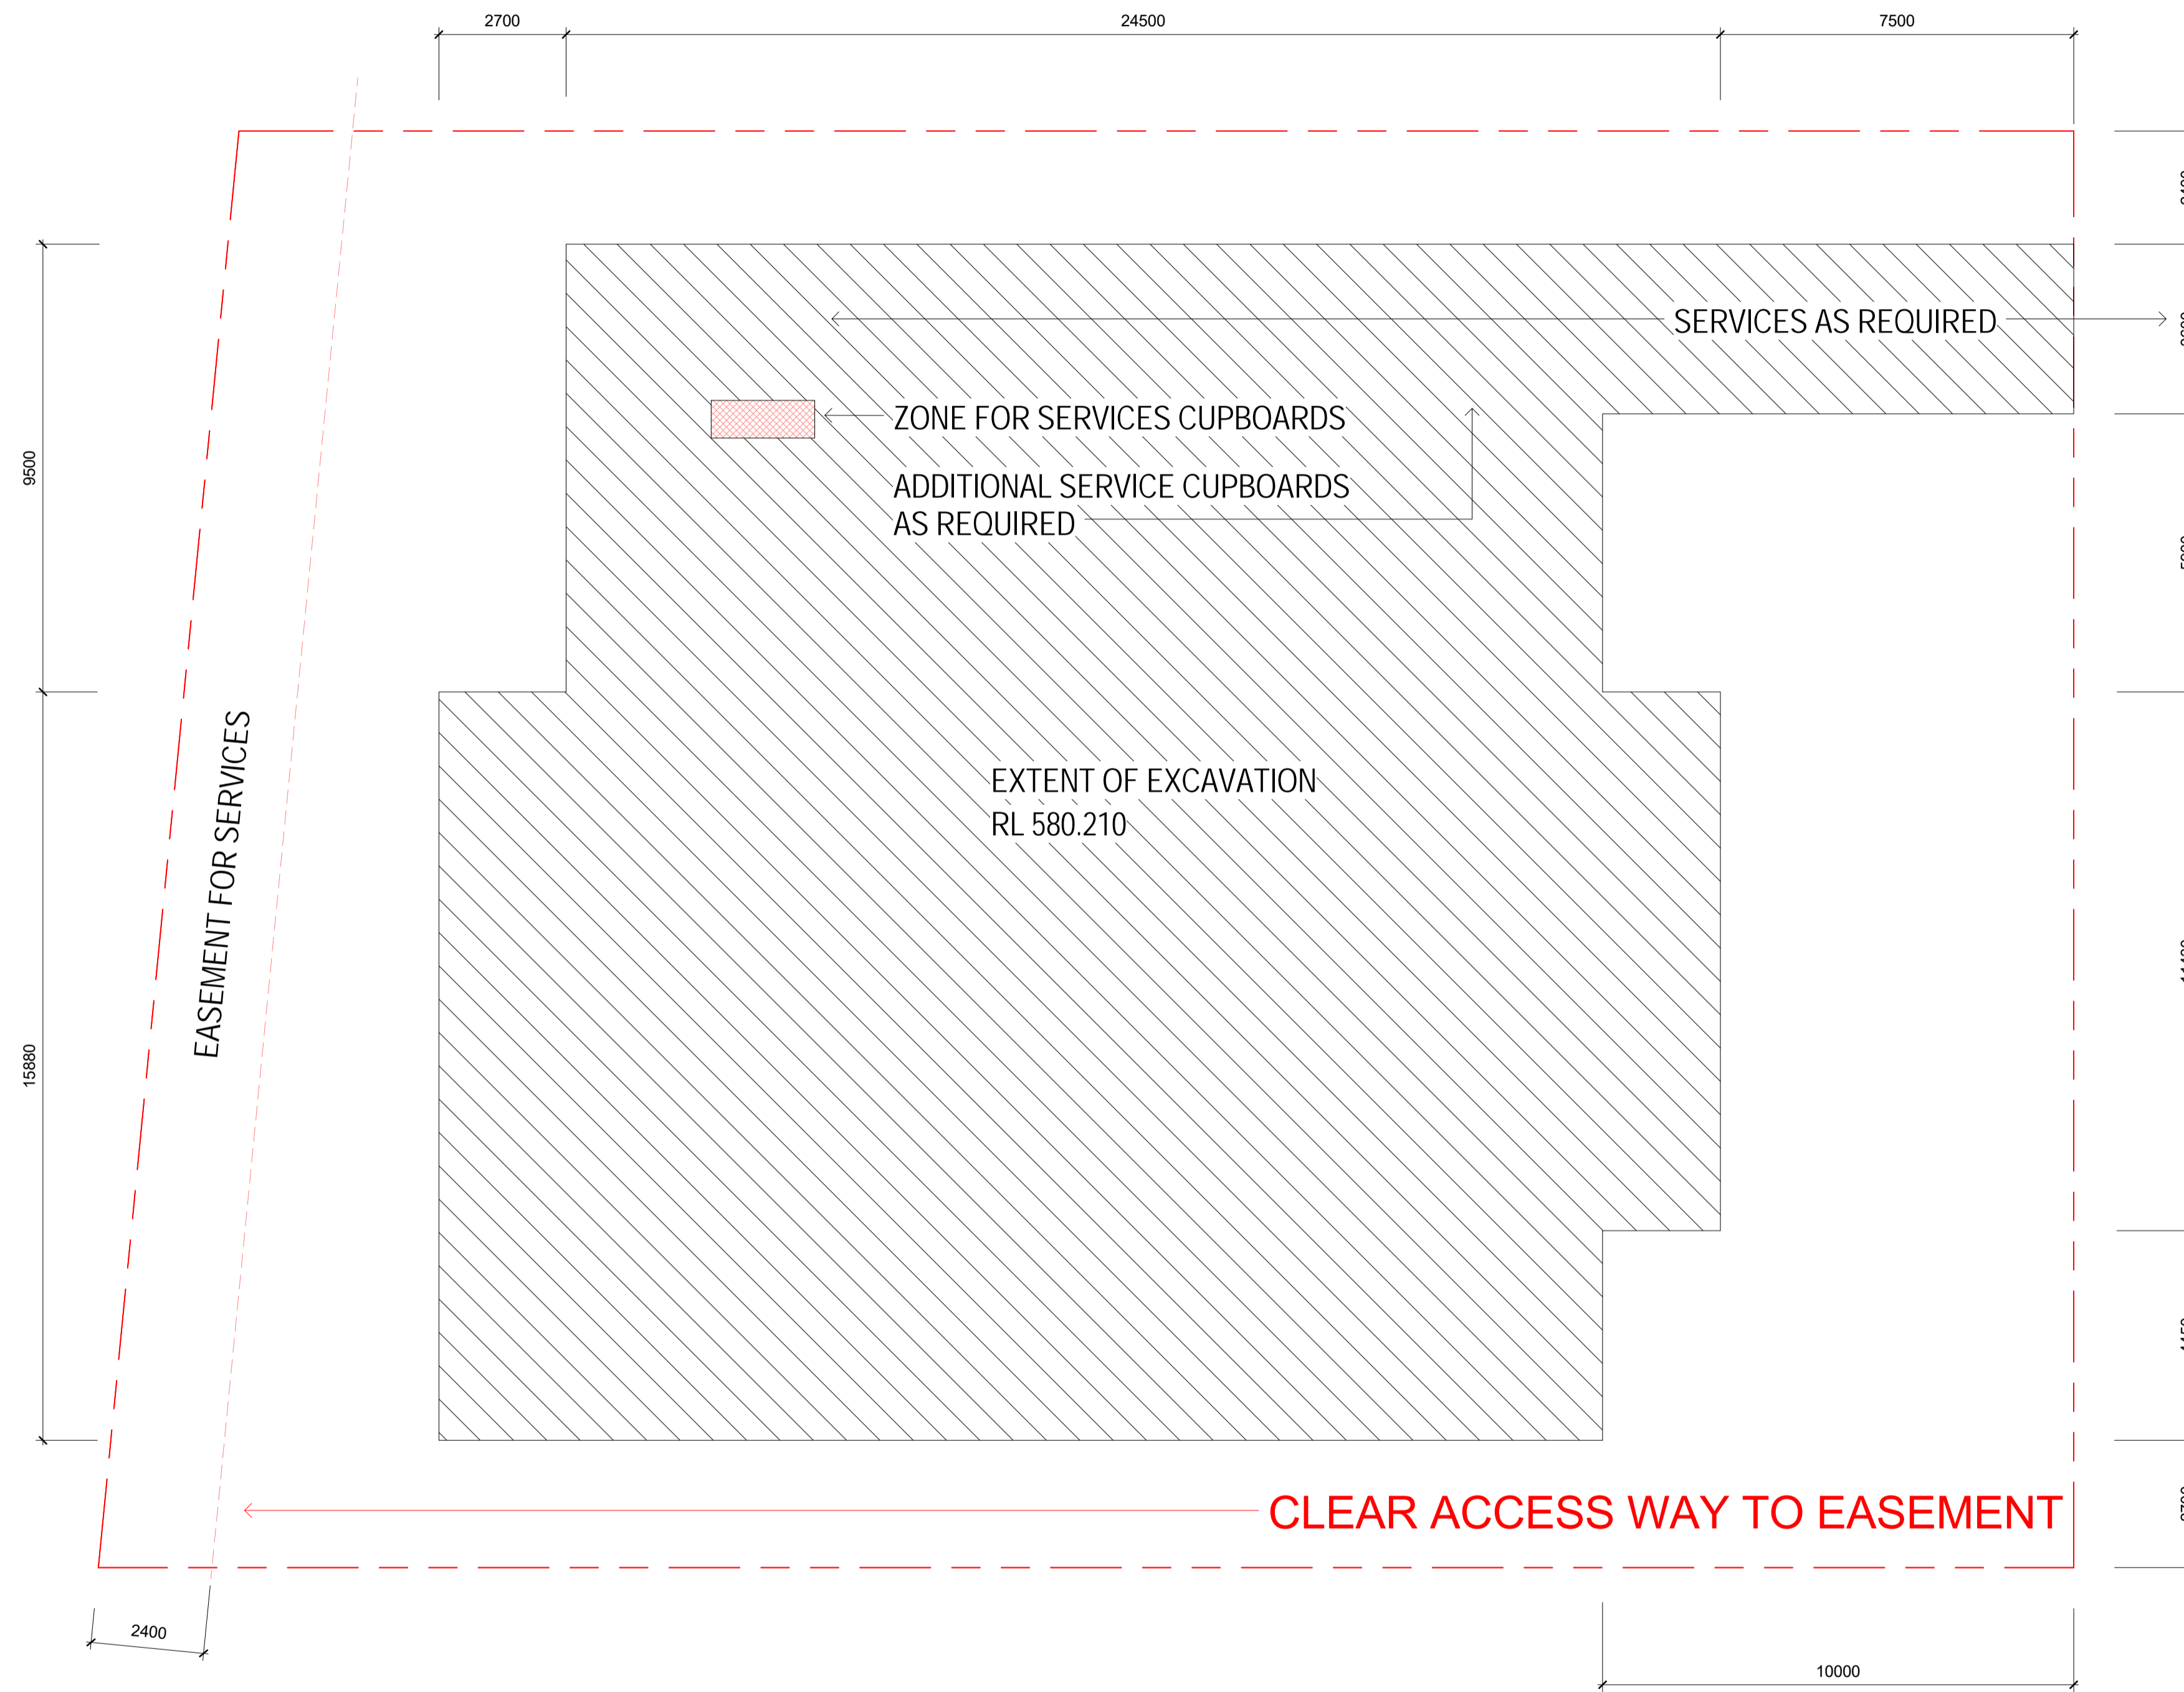 2700
24500
7500
SERVICES AS REQUIRED
ZONE FOR SERVICES CUPBOARDS
ADDITIONAL SERVICE CUPBOARDS
AS REQUIRED
9500
EXTENT OF EXCAVATION
RL 580.210
EASEMENT FOR SERVICES
15880
CLEAR ACCESS WAY TO EASEMENT
2400
10000